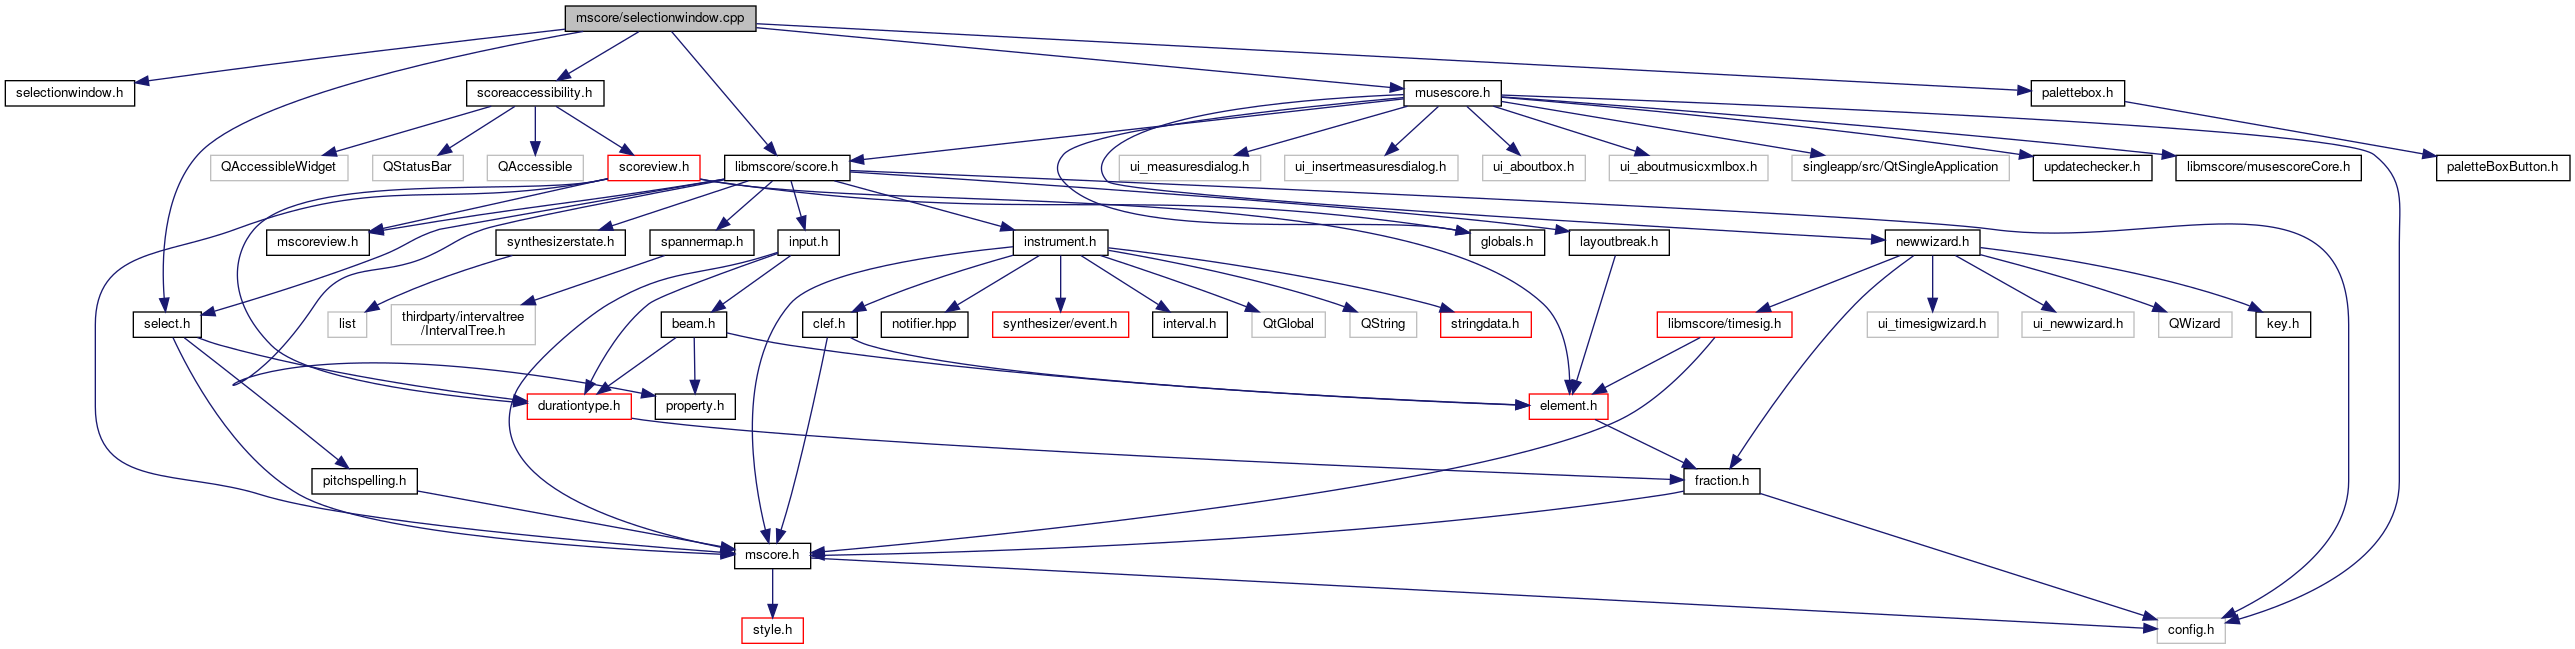 mscore/selectionwindow.cpp
selectionwindow.h
scoreaccessibility.h
musescore.h
palettebox.h
QAccessibleWidget
QStatusBar
QAccessible
scoreview.h
libmscore/score.h
ui_measuresdialog.h
ui_insertmeasuresdialog.h
ui_aboutbox.h
ui_aboutmusicxmlbox.h
singleapp/src/QtSingleApplication
updatechecker.h
libmscore/musescoreCore.h
paletteBoxButton.h
mscoreview.h
synthesizerstate.h
spannermap.h
input.h
instrument.h
globals.h
layoutbreak.h
newwizard.h
select.h
list
thirdparty/intervaltree
/IntervalTree.h
beam.h
clef.h
notifier.hpp
synthesizer/event.h
interval.h
QtGlobal
QString
stringdata.h
libmscore/timesig.h
ui_timesigwizard.h
ui_newwizard.h
QWizard
key.h
durationtype.h
property.h
element.h
pitchspelling.h
fraction.h
mscore.h
style.h
config.h